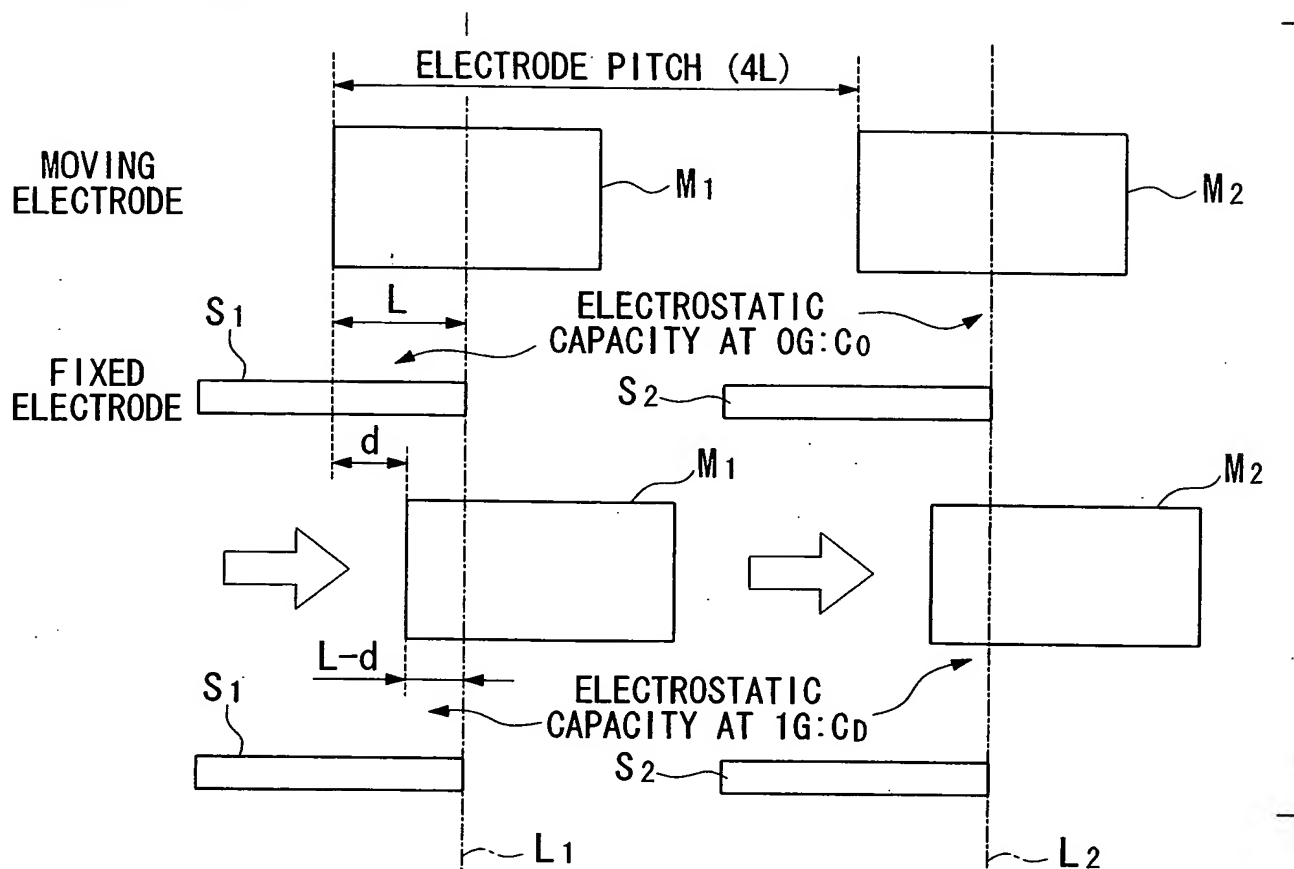 ELECTRODE PITCH (4L)
MOVING
ELECTRODE
M1
M2
L
ELECTROSTATIC
CAPACITY AT 0G:C0
S1
FIXED
ELECTRODE
S2
d
M1
M2
L-d
ELECTROSTATIC
CAPACITY AT 1G:CD
S1
S2
L1
L2